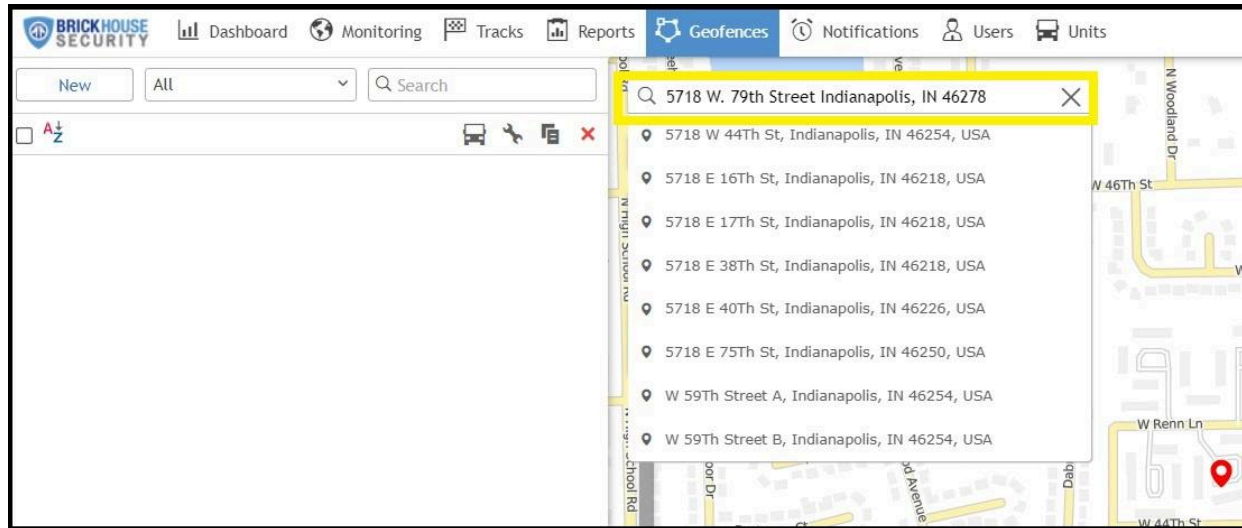 BRICKHOUSE
SECURITY
Dashboard
Monitoring
Tracks
Reports
Geofences
Notifications
Users
Units
New
All
Search
5718 W. 79th Street Indianapolis, IN 46278
5718 W 44Th St, Indianapolis, IN 46254, USA
5718 E 16Th St, Indianapolis, IN 46218, USA
5718 E 17Th St, Indianapolis, IN 46218, USA
5718 E 38Th St, Indianapolis, IN 46218, USA
5718 E 40Th St, Indianapolis, IN 46226, USA
5718 E 75Th St, Indianapolis, IN 46250, USA
W 59Th Street A, Indianapolis, IN 46254, USA
W 59Th Street B, Indianapolis, IN 46254, USA
N Woodland Dr
W 46Th St
N High School Rd
W Renn Ln
W 44Th St